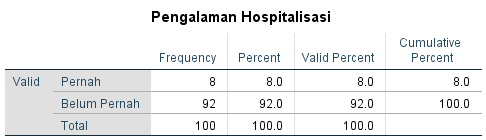 Pengalaman Hospitalisasi
Frequency Percent Valid Percent Cumulative Percent
Valid Pernah 8 8.0 8.0 8.0
Belum Pernah 92 92.0 92.0 100.0
Total 100 100.0 100.0